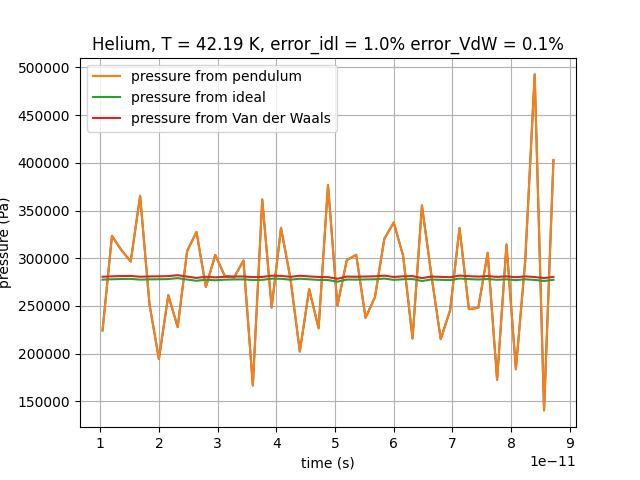 Helium, T = 42.19 K, error_idl = 1.0% error_VdW = 0.1%
pressure from pendulum
pressure from ideal
pressure from Van der Waals
pressure (Pa)
500000
450000
400000
350000
300000
250000
200000
150000
1 2 3 4 5 6 7 8 9
time (s)
1e−11